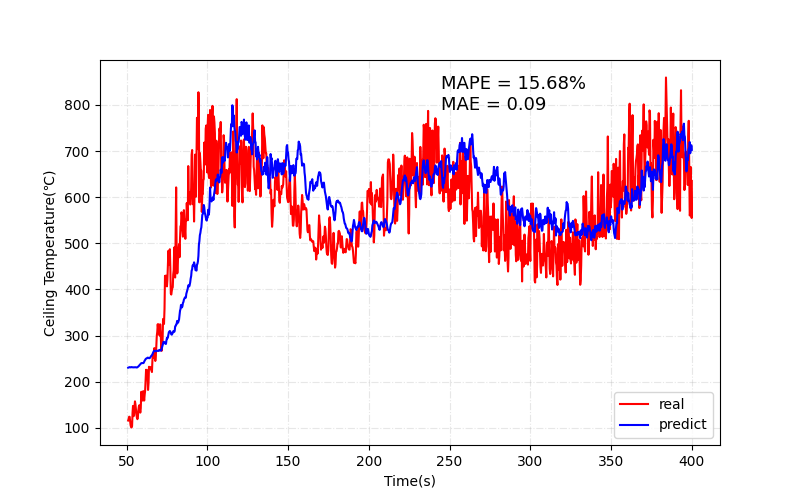 MAPE = 15.68%
MAE = 0.09
800
700
600
500
400
300
200
100
Ceiling Temperature(℃)
real
predict
50 100 150 200 250 300 350 400
Time(s)